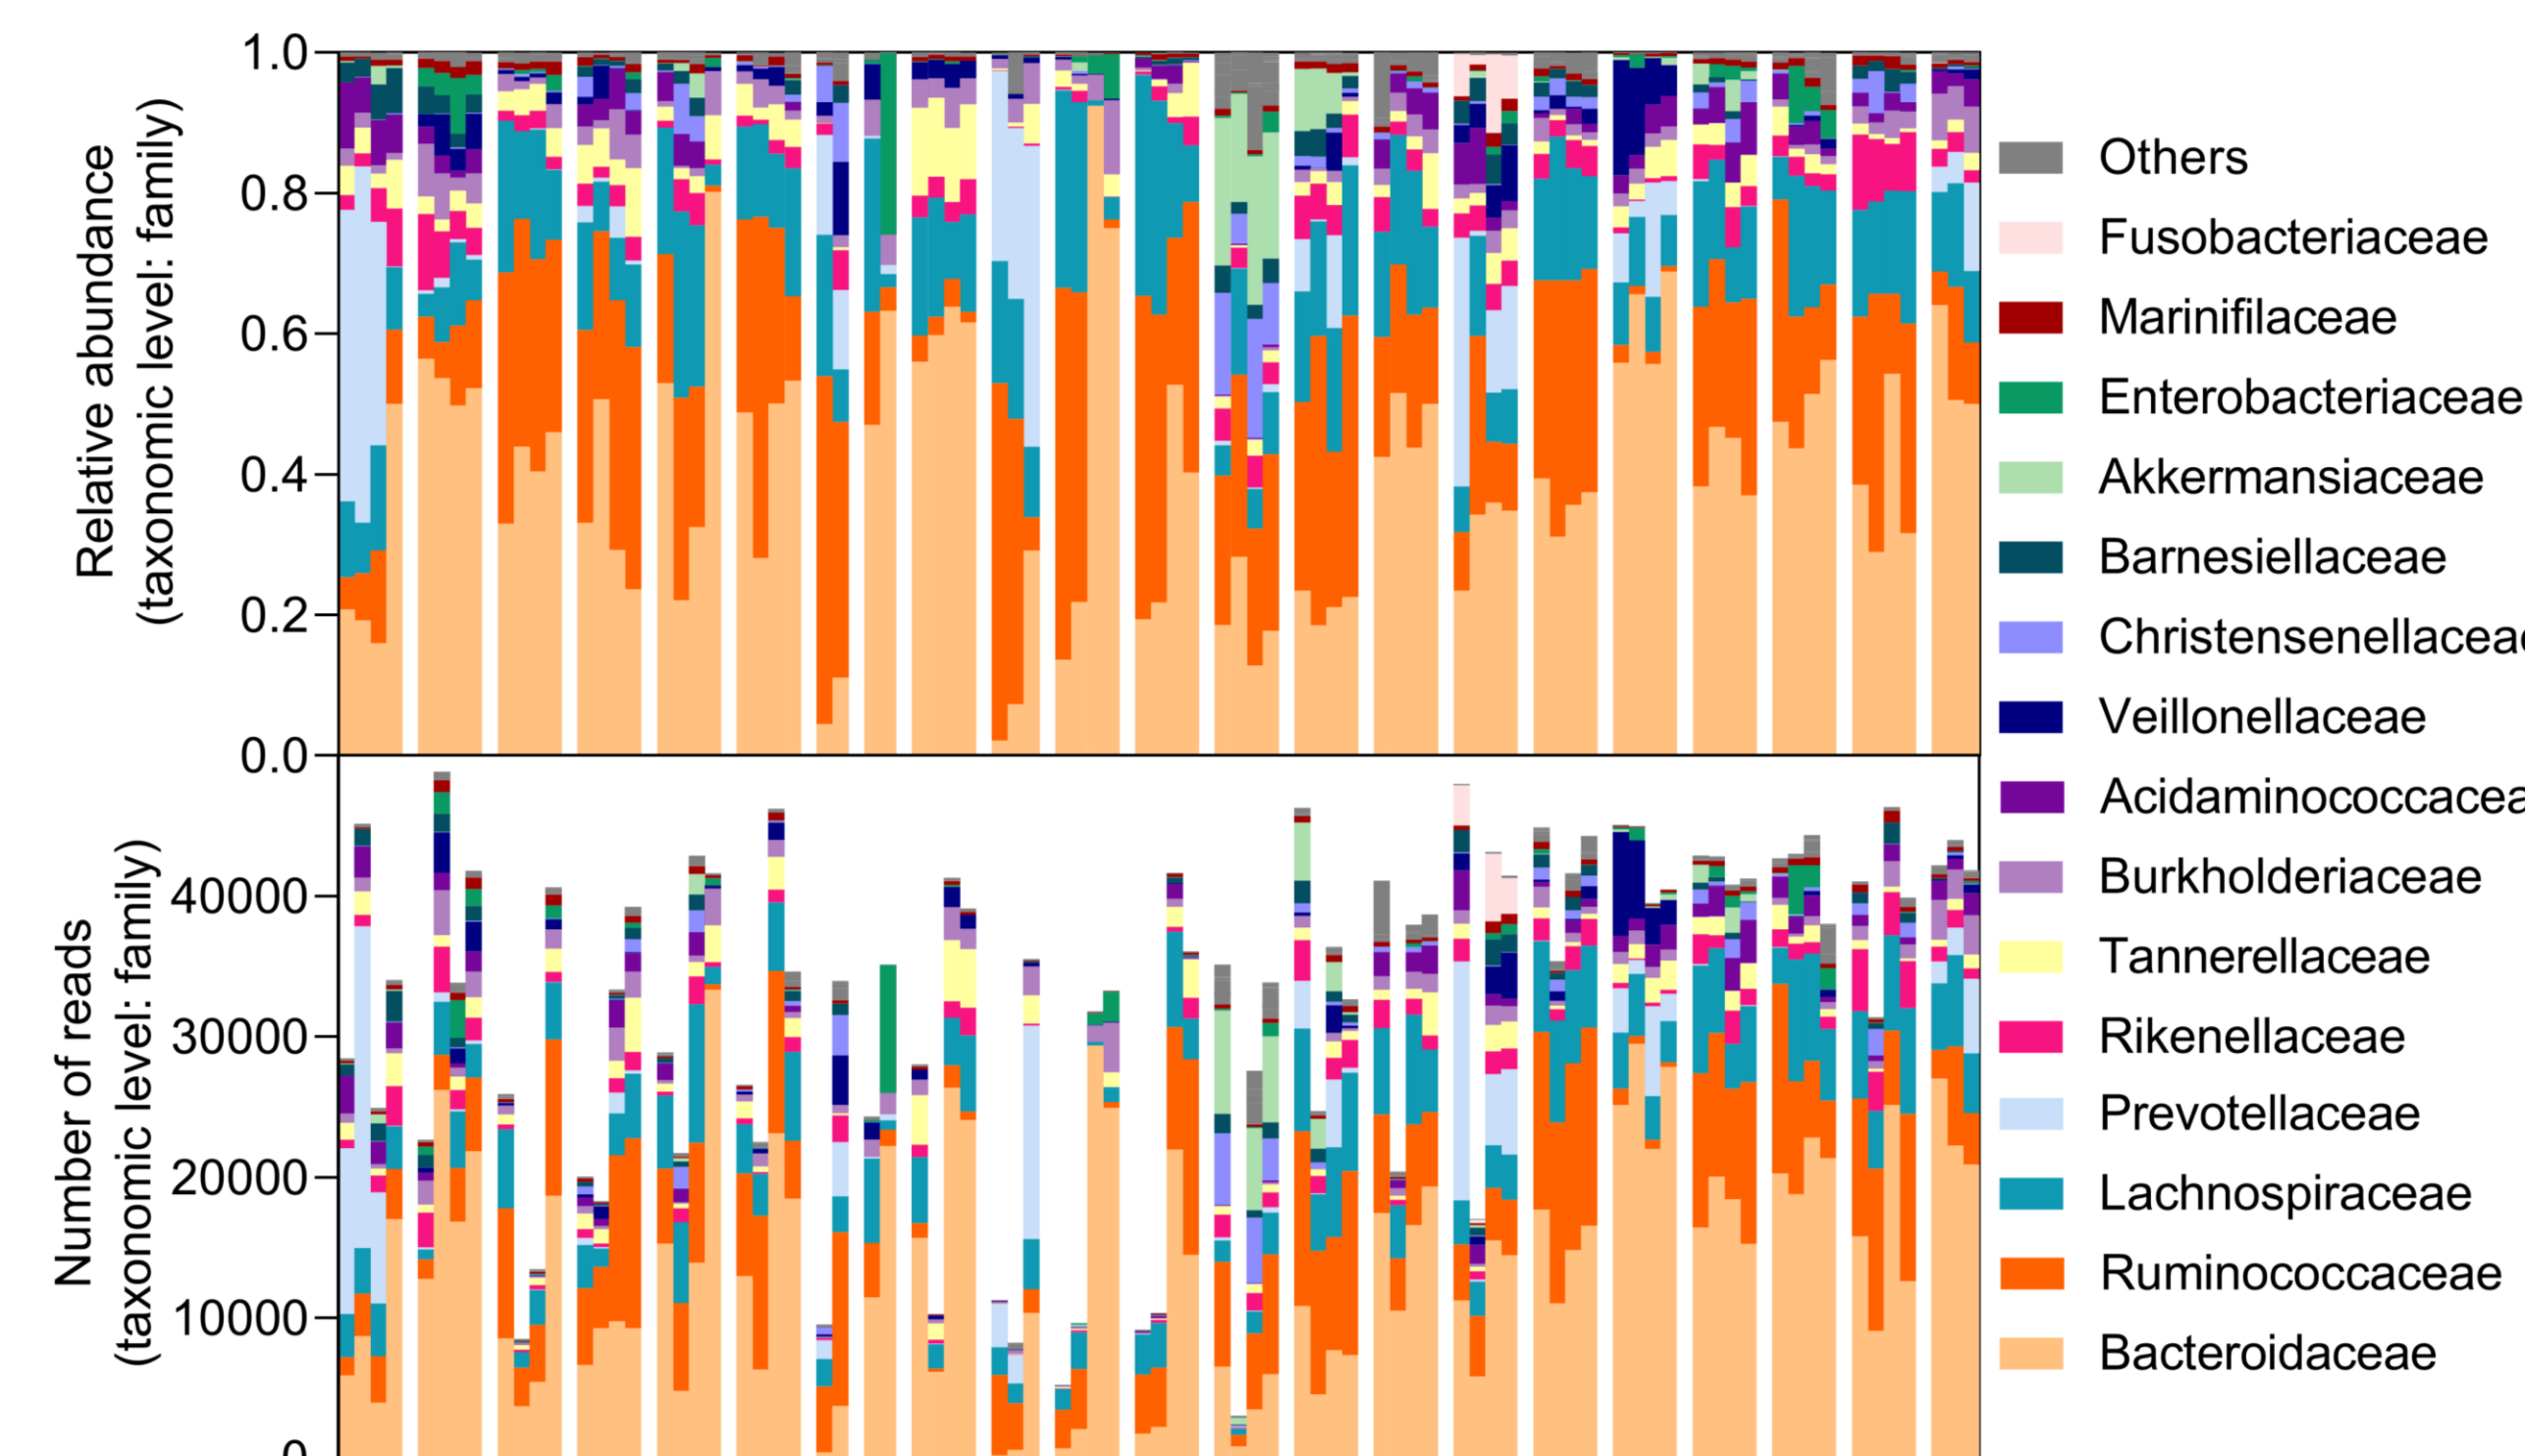 Relative abundance
(taxonomic level: family)
1.0
0.8
0.6
0.4
0.2
0.0
Number of reads
(taxonomic level: family)
40000
30000
20000
10000
0
Others
Fusobacteriaceae
Marinifilaceae
Enterobacteriaceae
Akkermansiaceae
Barnesiellaceae
Christensenellaceae
Veillonellaceae
Acidaminococcacea
Burkholderiaceae
Tannerellaceae
Rikenellaceae
Prevotellaceae
Lachnospiraceae
Ruminococcaceae
Bacteroidaceae